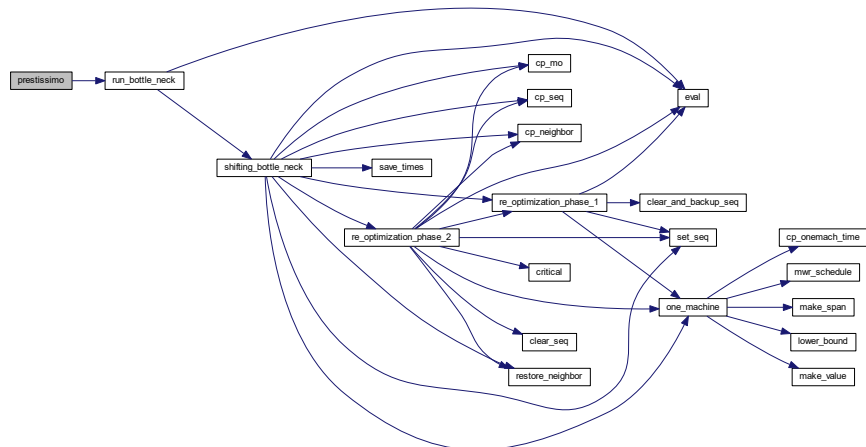 prestissimo
run_bottle_neck
shifting_bottle_neck
cp_mo
cp_seq
cp_neighbor
save_times
re_optimization_phase_2
re_optimization_phase_1
critical
clear_seq
restore_neighbor
eval
clear_and_backup_seq
set_seq
one_machine
cp_onemach_time
mwr_schedule
make_span
lower_bound
make_value